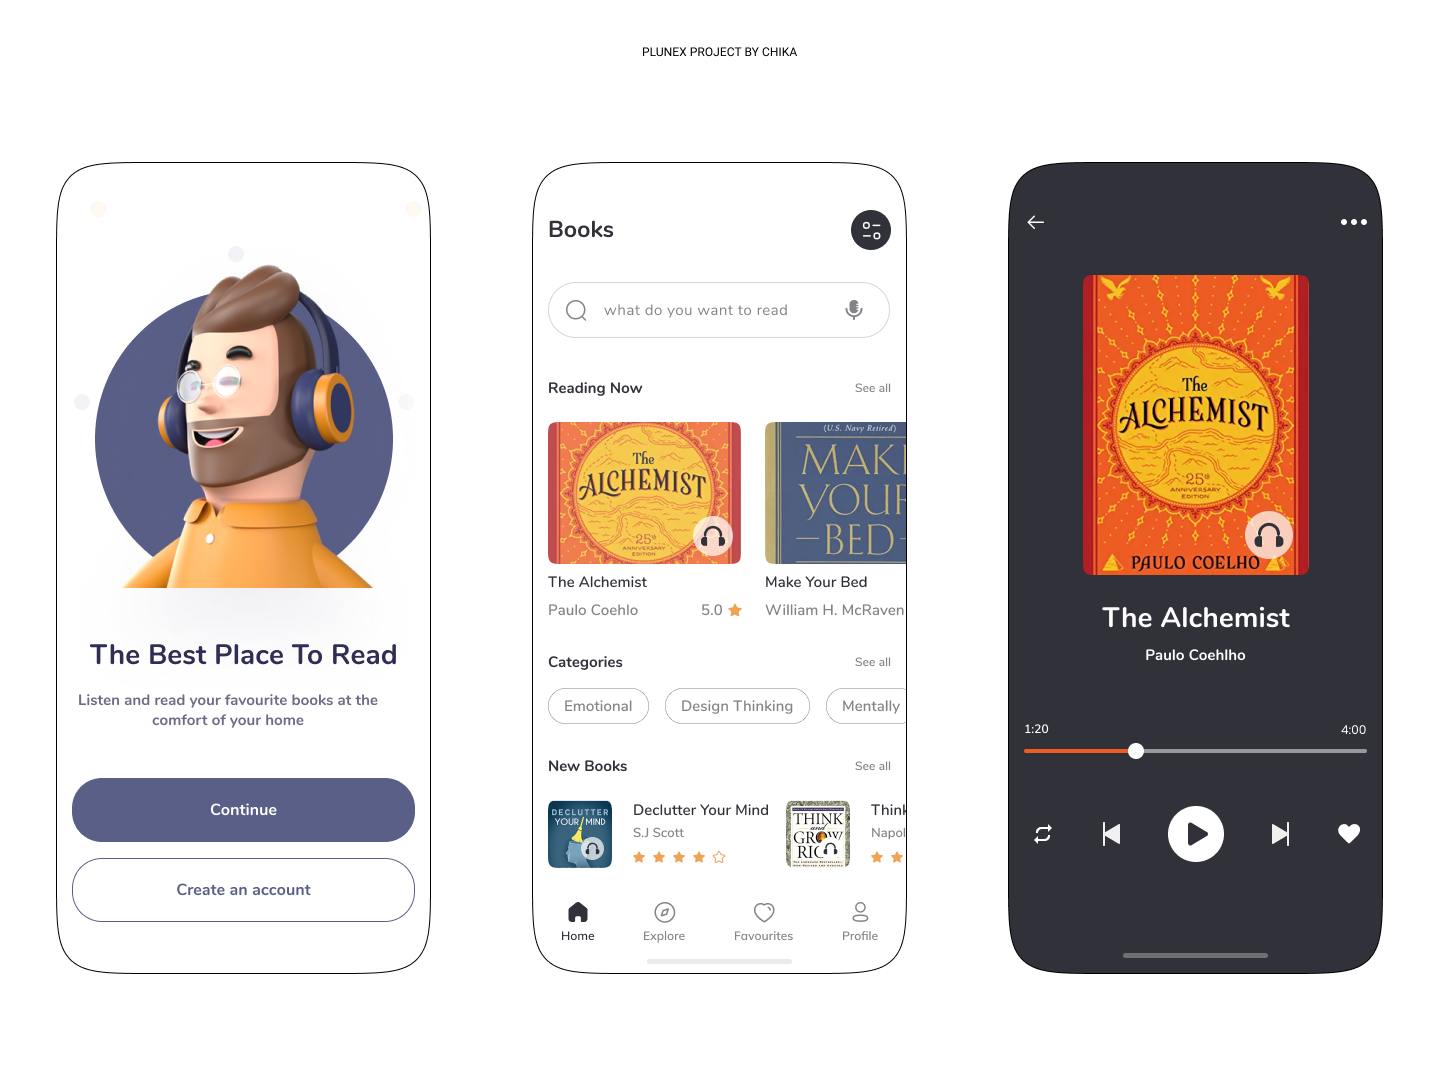 PLUNEX PROJECT BY CHIKA
The Best Place To Read
Listen and read your favourite books at the
comfort of your home
Continue
Create an account
Books
what do you want to read
Reading Now
See all
The
ALCHEMIST
25th
ANNIVERSARY
EDITION
The Alchemist
Paulo Coehlo
5.0
(U.S. Navy Retired)
MAK
YOUR
BED
Make Your Bed
William H. McRaven
Categories
See all
Emotional
Design Thinking
Mentally
New Books
See all
DECLUTTER
YOUR MIND
Declutter Your Mind
S.J Scott
THINK
and
GROW
RIC
Think
Napol
Home
Explore
Favourites
Profile
The
ALCHEMIST
25th
ANNIVERSARY
EDITION
PAULO COELHO
The Alchemist
Paulo Coehlho
1:20
4:00